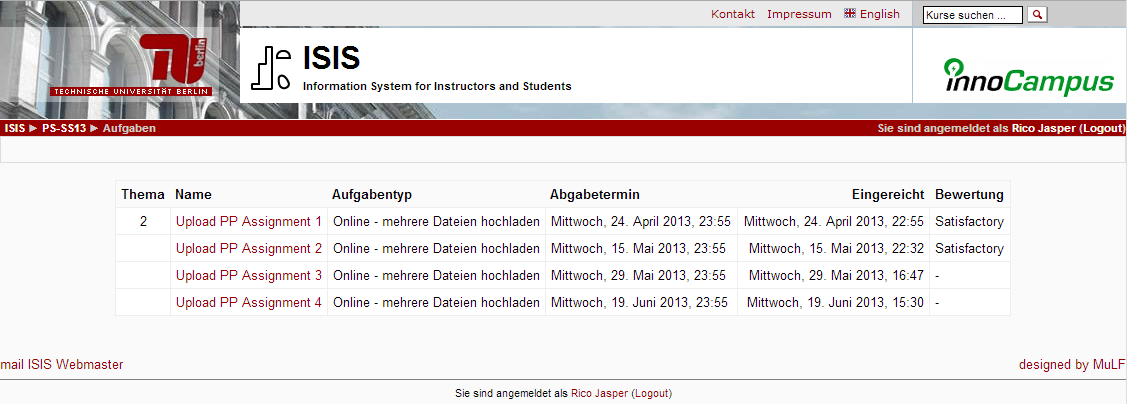 Kontakt Impressum English Kurse suchen ...
TU berlin
TECHNISCHE UNIVERSITÄT BERLIN
ISIS
Information System for Instructors and Students
innoCampus
ISIS ► PS-SS13 ► Aufgaben Sie sind angemeldet als Rico Jasper (Logout)
Thema Name Aufgabentyp Abgabetermin Eingereicht Bewertung
2 Upload PP Assignment 1 Online - mehrere Dateien hochladen Mittwoch, 24. April 2013, 23:55 Mittwoch, 24. April 2013, 22:55 Satisfactory
Upload PP Assignment 2 Online - mehrere Dateien hochladen Mittwoch, 15. Mai 2013, 23:55 Mittwoch, 15. Mai 2013, 22:32 Satisfactory
Upload PP Assignment 3 Online - mehrere Dateien hochladen Mittwoch, 29. Mai 2013, 23:55 Mittwoch, 29. Mai 2013, 16:47 -
Upload PP Assignment 4 Online - mehrere Dateien hochladen Mittwoch, 19. Juni 2013, 23:55 Mittwoch, 19. Juni 2013, 15:30 -
mail ISIS Webmaster designed by MuLF
Sie sind angemeldet als Rico Jasper (Logout)